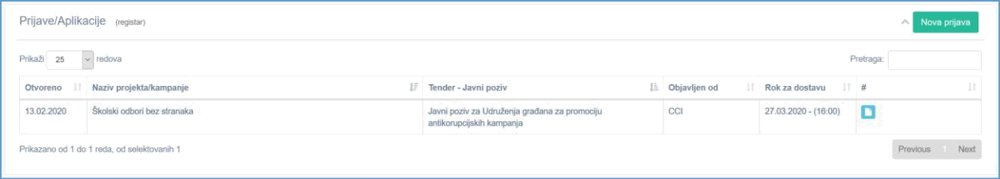 Prijave/Aplikacije (registar) Nova prijava
Prikaži 25 redova Pretraga:
Otvoreno Naziv projekta/kampanje Tender - Javni poziv Objavljen od Rok za dostavu #
13.02.2020 Školski odbori bez stranaka Javni poziv za Udruženja građana za promociju CCI 27.03.2020 - (16:00)
antikorupcijskih kampanja
Prikazano od 1 do 1 reda, od selektovanih 1 Previous 1 Next